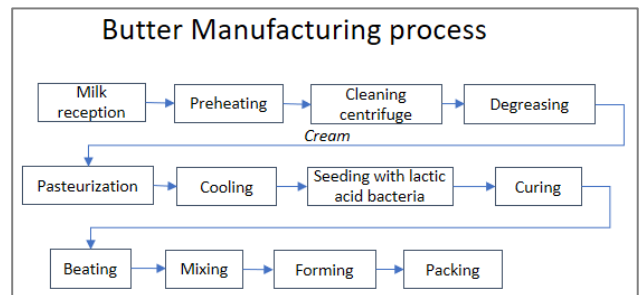 Butter Manufacturing process
Milk
reception
Preheating
Cleaning
centrifuge
Degreasing
Cream
Pasteurization
Cooling
Seeding with lactic
acid bacteria
Curing
Beating
Mixing
Forming
Packing